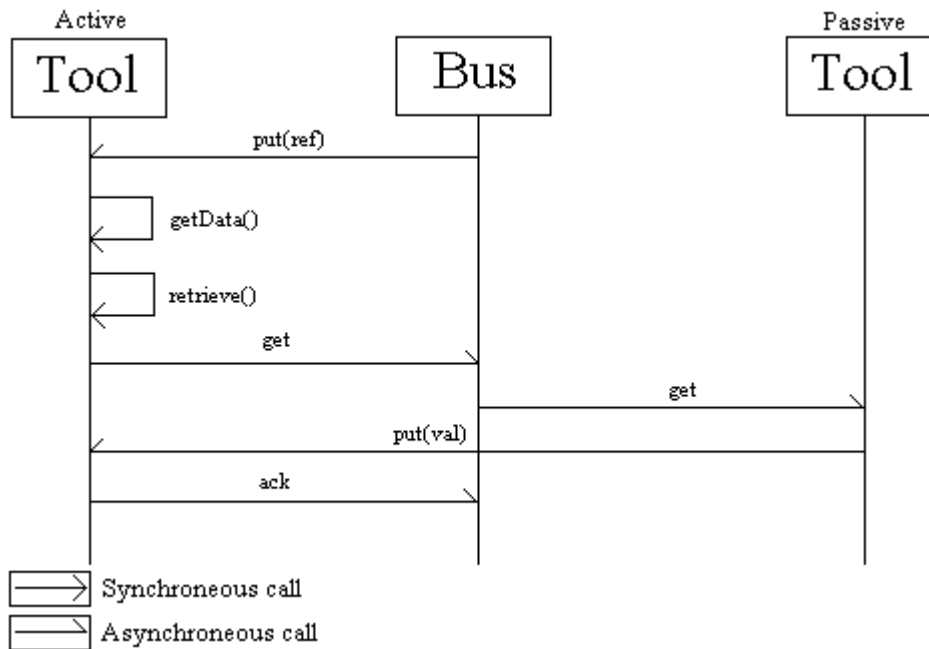 Active
Passive
Tool
Bus
Tool
put(ref)
getData()
retrieve()
get
get
put(val)
ack
Synchroneous call
Asynchroneous call